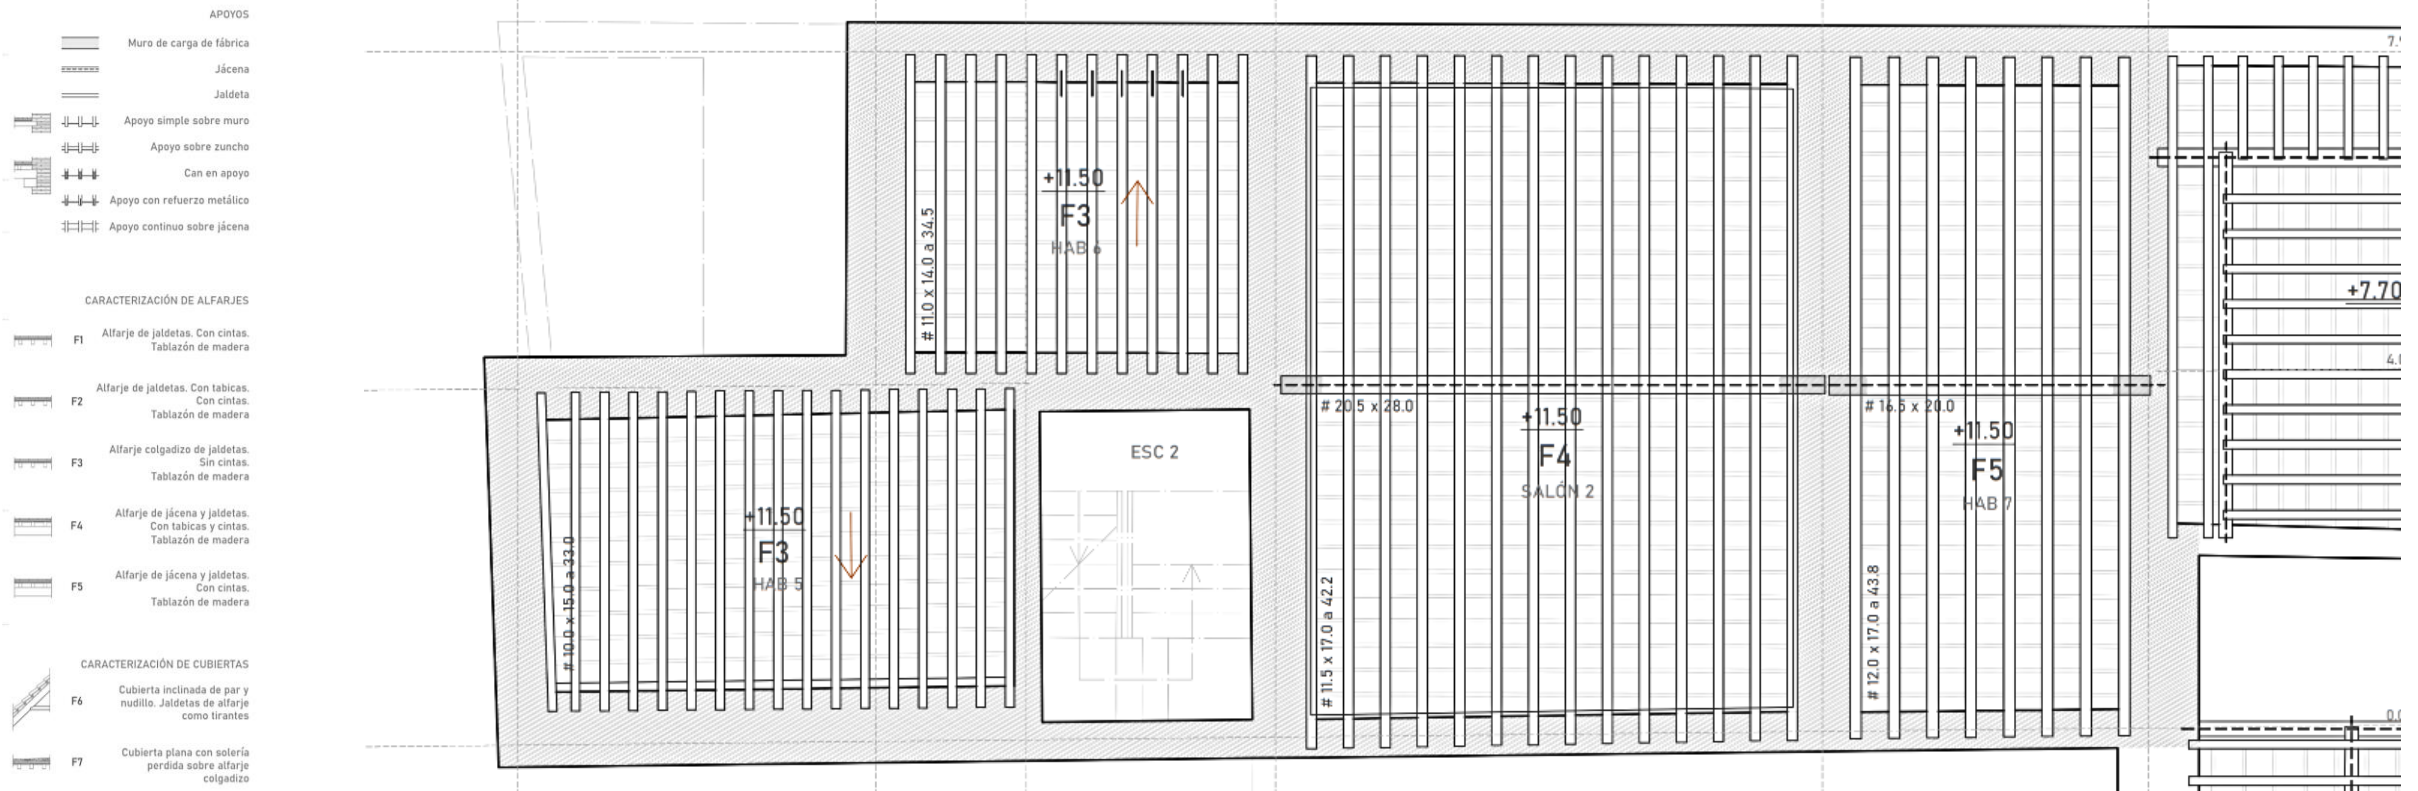 APOYOS
Muro de carga de fábrica
Jácena
Jaldeta
Apoyo simple sobre muro
Apoyo sobre zuncho
Can en apoyo
Apoyo con refuerzo metálico
Apoyo continuo sobre jácena
CARACTERIZACIÓN DE ALFARJES
F1
Alfarje de jaldetas. Con cintas.
Tablazón de madera
F2
Alfarje de jaldetas. Con tabicas.
Con cintas.
Tablazón de madera
F3
Alfarje colgadizo de jaldetas.
Sin cintas.
Tablazón de madera
F4
Alfarje de jácena y jaldetas.
Con tabicas y cintas.
Tablazón de madera
F5
Alfarje de jácena y jaldetas.
Con cintas.
Tablazón de madera
CARACTERIZACIÓN DE CUBIERTAS
F6
Cubierta inclinada de par y
nudillo. Jaldetas de alfarje
como tirantes
F7
Cubierta plana con solería
perdida sobre alfarje
colgadizo
# 11.0 x 14.0 a 34.5
+11.50
F3
HAB 6
# 10.0 x 15.0 a 33.0
+11.50
F3
HAB 5
ESC 2
# 20.5 x 28.0
+11.50
F4
SALÓN 2
# 11.5 x 17.0 a 42.2
# 16.5 x 20.0
+11.50
F5
HAB 7
# 12.0 x 17.0 a 43.8
+7.70